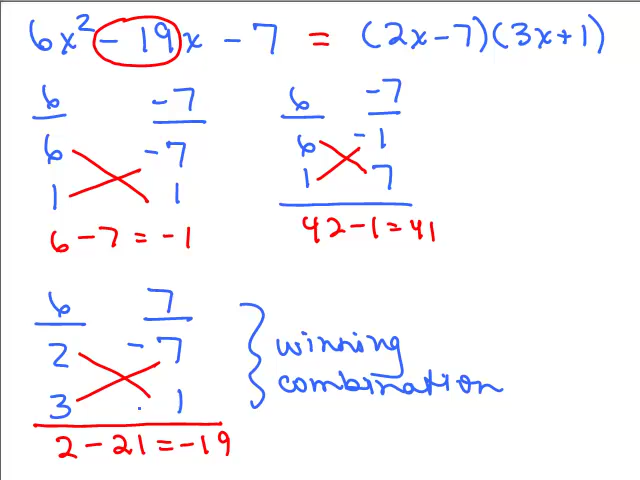 6x² - 19x - 7 = (2x - 7)(3x + 1)
6 -7
6 -7
1 1
6 - 7 = -1
6 -7
6 -1
1 7
42 - 1 = 41
6 7
2 -7
3 1
2 - 21 = -19
winning
combination